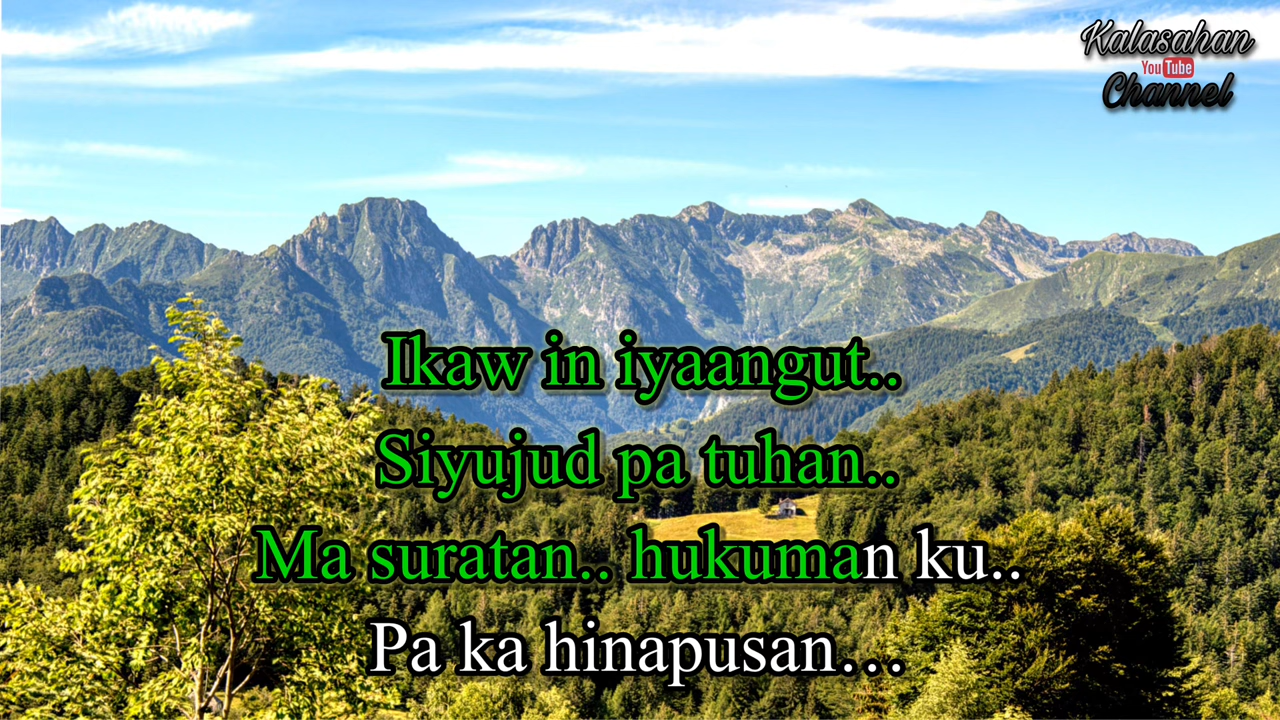 Kalasahan
YouTube
Channel
Ikaw in iyaangut..
Siyujud pa tuhan..
Ma suratan.. hukuman ku..
Pa ka hinapusan...